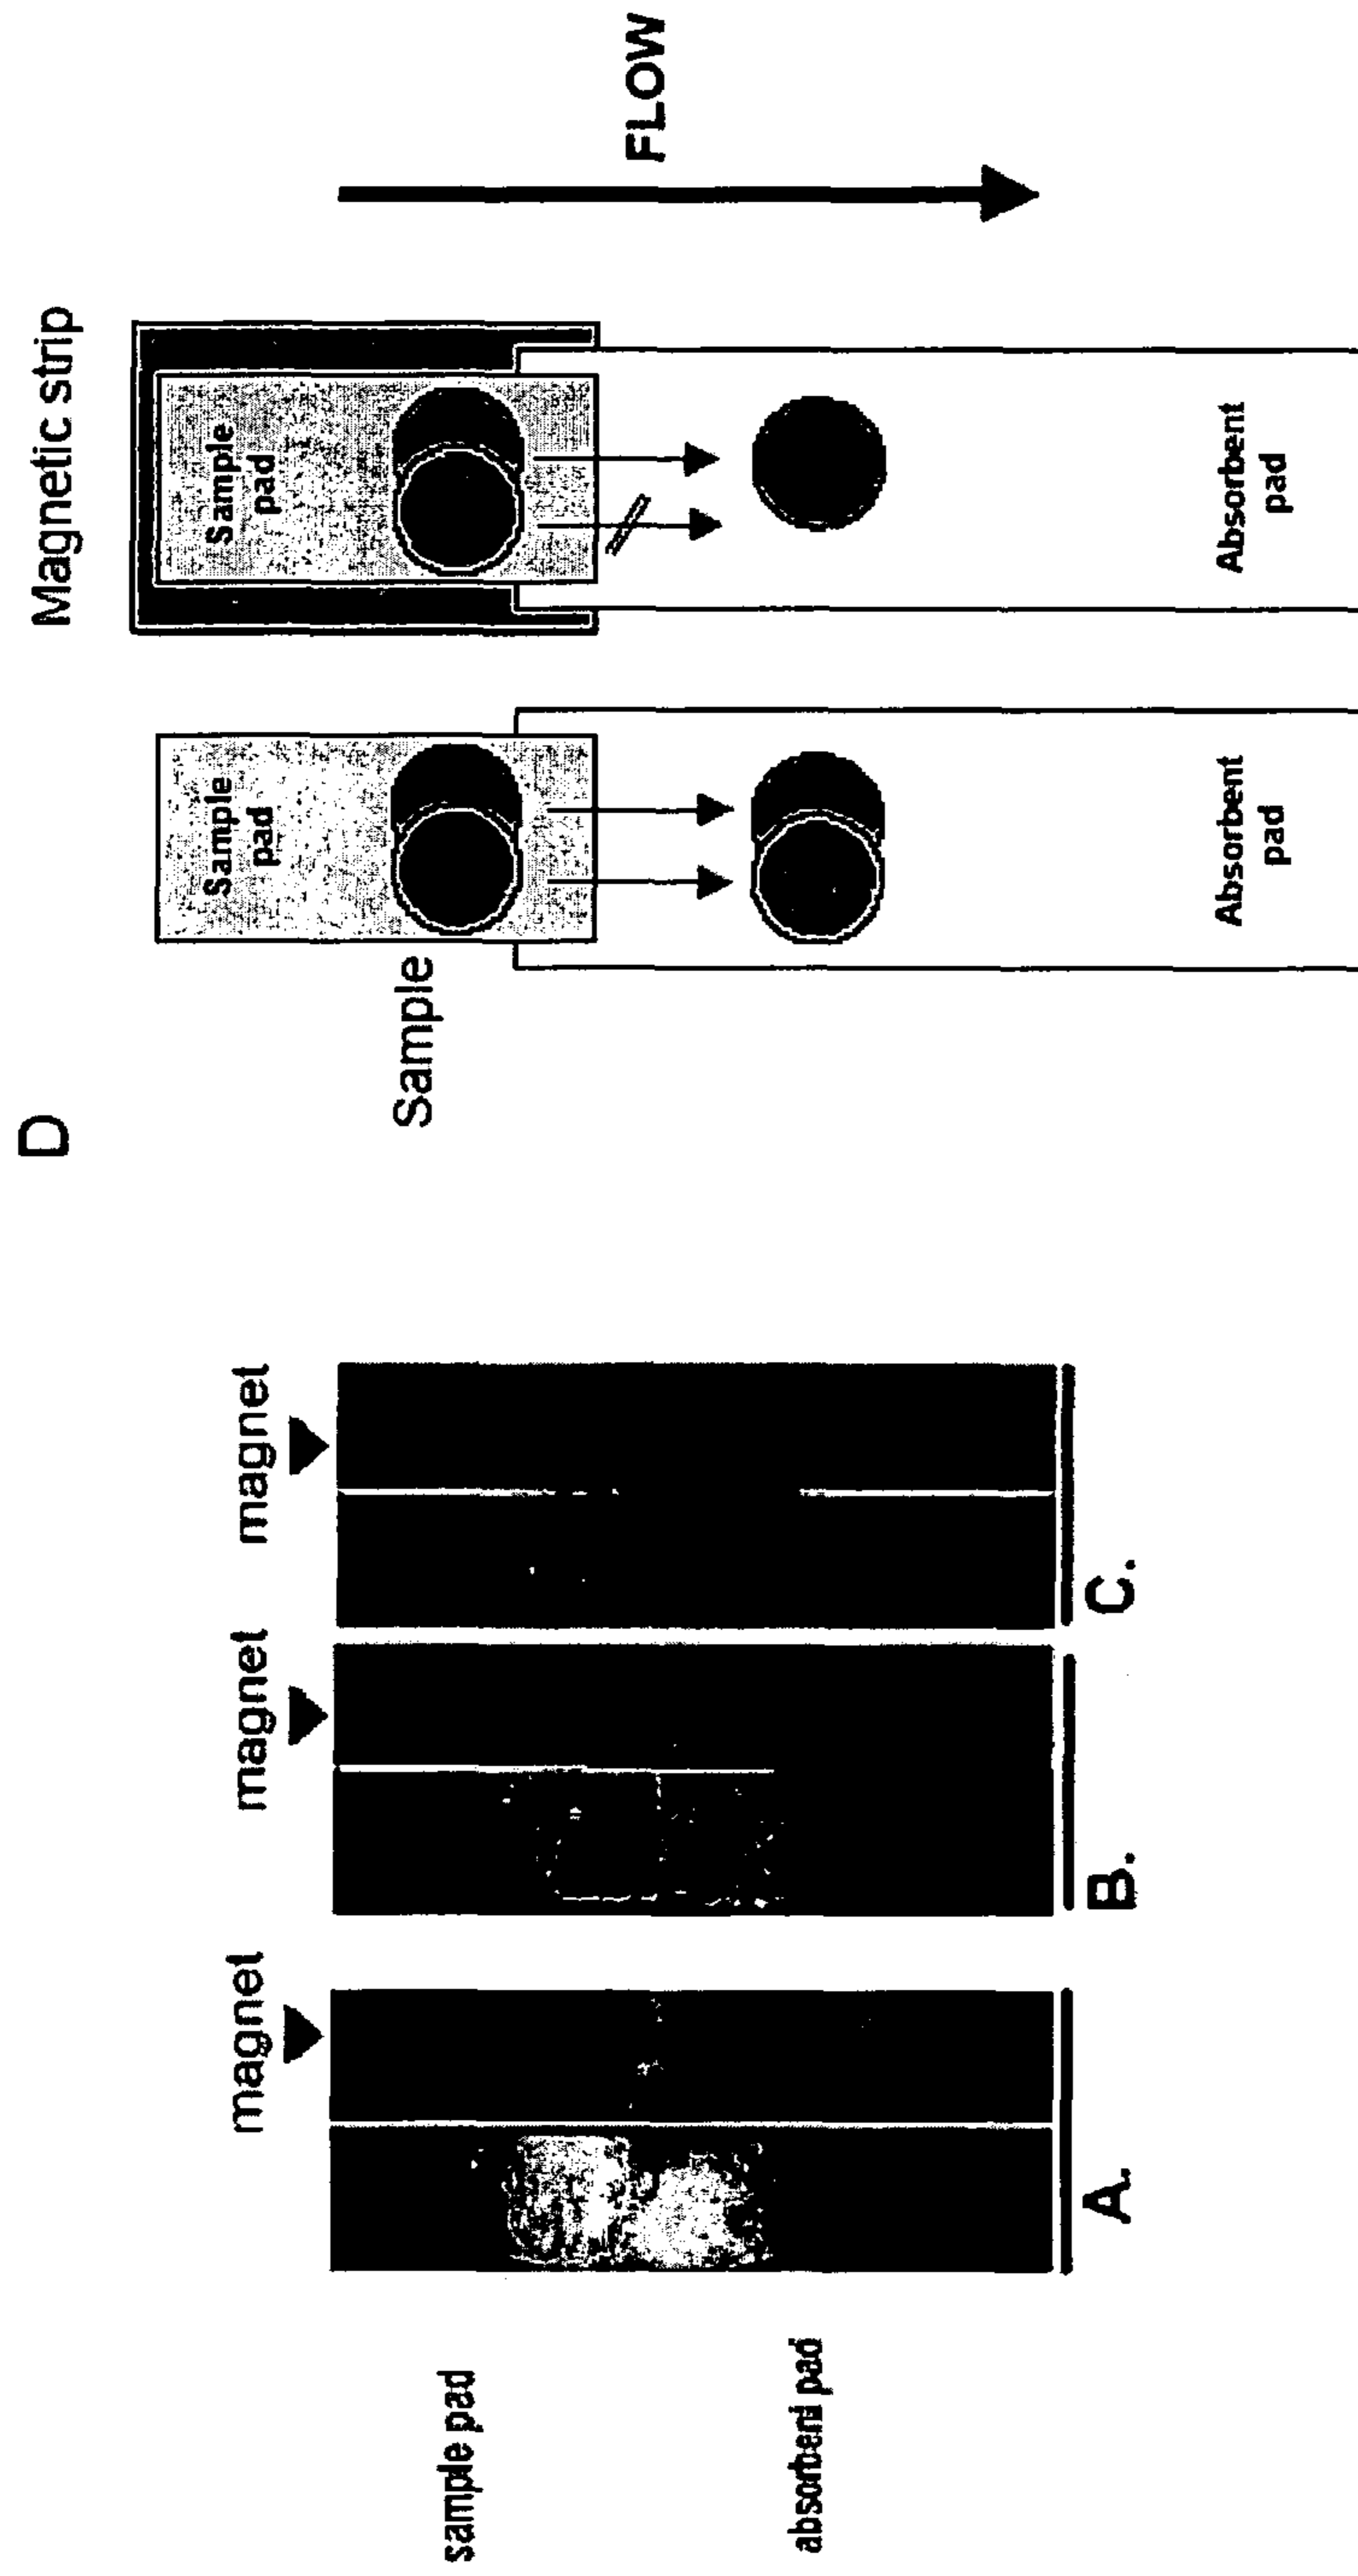 magnet
magnet
magnet
sample pad
absorbent pad
A.
B.
C.
D
Magnetic strip
Sample
Sample
pad
Sample
pad
FLOW
Absorbent
pad
Absorbent
pad